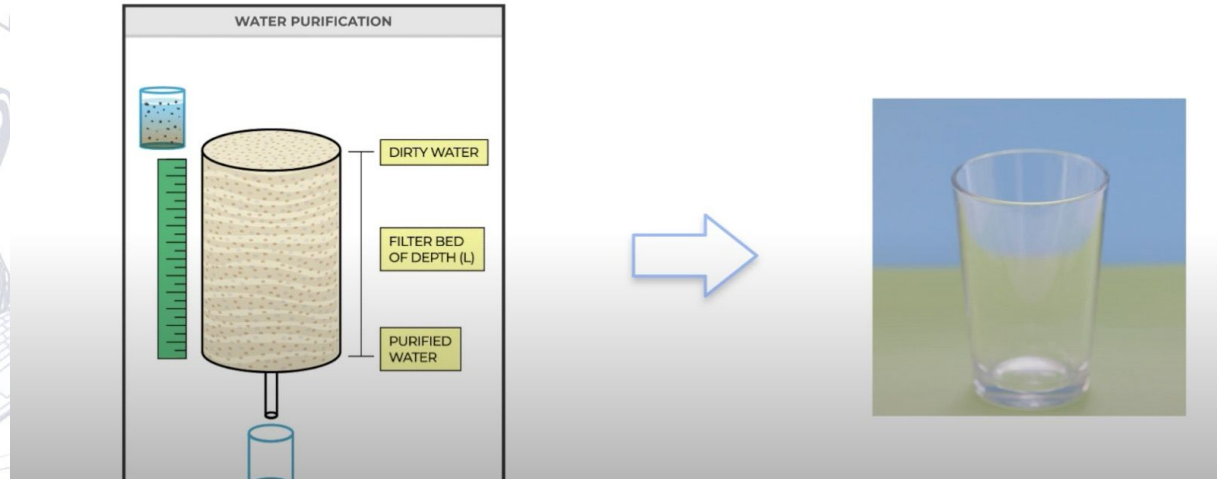 WATER PURIFICATION
DIRTY WATER
FILTER BED
OF DEPTH (L)
PURIFIED
WATER